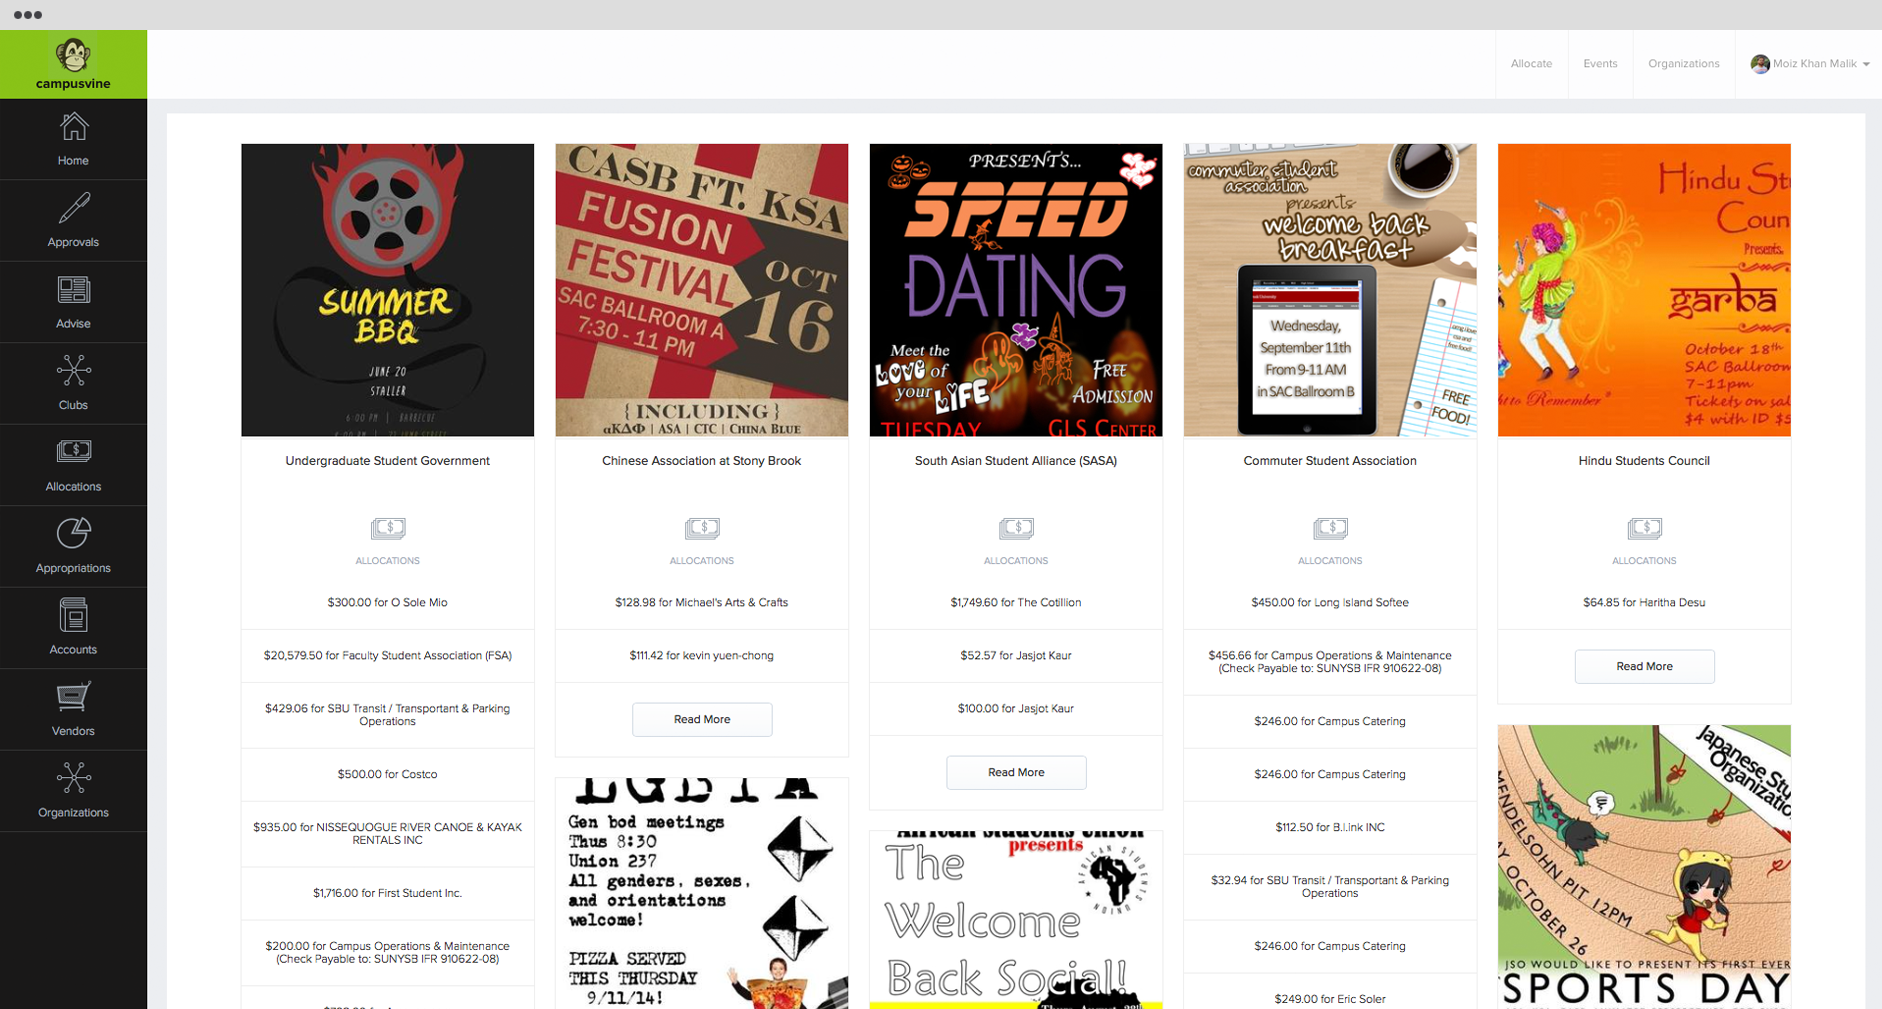 campusvine
Allocate
Events
Organizations
Moiz Khan Malik
Home
Approvals
Advise
Clubs
Allocations
Appropriations
Accounts
Vendors
Organizations
SUMMER
BBQ
JUNE 20
STALLER
6:00 PM | BARBECUE
Undergraduate Student Government
ALLOCATIONS
$300.00 for O Sole Mio
$20,579.50 for Faculty Student Association (FSA)
$429.06 for SBU Transit / Transportant & Parking
Operations
$500.00 for Costco
$935.00 for NISSEQUOGUE RIVER CANOE & KAYAK
RENTALS INC
$1,716.00 for First Student Inc.
$200.00 for Campus Operations & Maintenance
(Check Payable to: SUNYSB IFR 910622-08)
CASB FT. KSA
FUSION
FESTIVAL
SAC BALLROOM A
7:30 - 11 PM
OCT
16
{ INCLUDING }
αΚΔΦ | ASA | CTC | CHINA BLUE
Chinese Association at Stony Brook
ALLOCATIONS
$128.98 for Michael's Arts & Crafts
$111.42 for kevin yuen-chong
Read More
LGBTA
Gen bod meetings
Thus 8:30
Union 237
All genders, sexes,
and orientations
welcome!
PIZZA SERVED
THIS THURSDAY
9/11/14!
PRESENT'S...
SPEED
DATING
Meet the
LOVE of
your LIFE
FREE
ADMISSION
TUESDAY
GLS CENTER
South Asian Student Alliance (SASA)
ALLOCATIONS
$1,749.60 for The Cotillion
$52.57 for Jasjot Kaur
$100.00 for Jasjot Kaur
Read More
African Students Union
presents
The
Welcome
Back Social!
AFRICAN STUDENTS UNION
commuter student
association
presents
welcome back
breakfast
Wednesday,
September 11th
From 9-11 AM
in SAC Ballroom B
FREE
FOOD!
Commuter Student Association
ALLOCATIONS
$450.00 for Long Island Softee
$456.66 for Campus Operations & Maintenance
(Check Payable to: SUNYSB IFR 910622-08)
$246.00 for Campus Catering
$246.00 for Campus Catering
$112.50 for B.l.ink INC
$32.94 for SBU Transit / Transportant & Parking
Operations
$246.00 for Campus Catering
$249.00 for Eric Soler
Hindu St
Coun
Presents
garba
October 18th
SAC Ballroom
7-11pm
Tickets on sal
$4 with ID $5
ht to Remember"
Hindu Students Council
ALLOCATIONS
$64.85 for Haritha Desu
Read More
Japanese Stu
Organizatio
MENDELSOHN PIT 12PM
AY OCTOBER 26
JSO WOULD LIKE TO PRESENT ITS FIRST EVER
SPORTS DAY